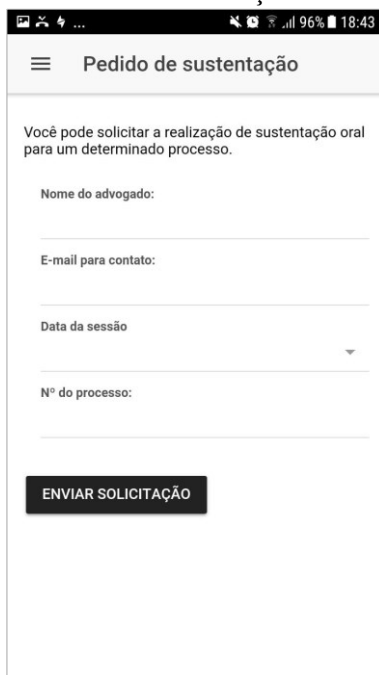 ... 96% 18:43
Pedido de sustentação
Você pode solicitar a realização de sustentação oral
para um determinado processo.
Nome do advogado:
E-mail para contato:
Data da sessão
Nº do processo:
ENVIAR SOLICITAÇÃO